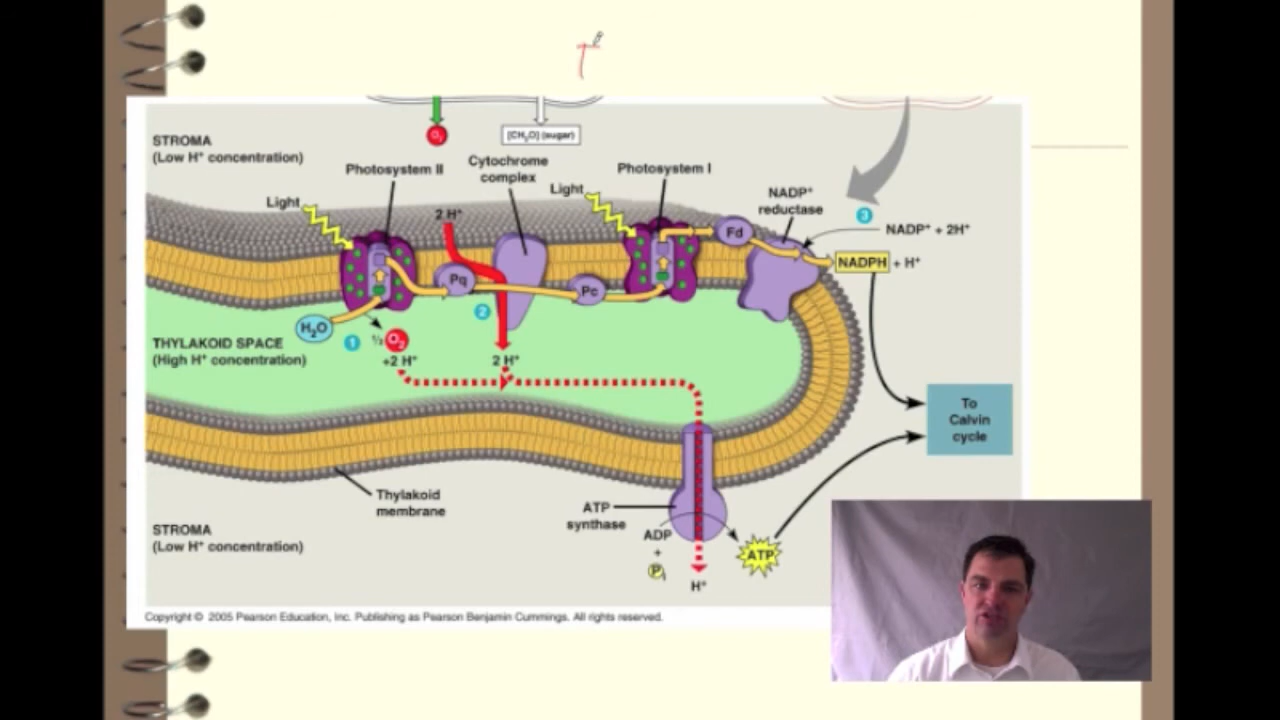 T
O₂
[CH₂O] (sugar)
STROMA
(Low H⁺ concentration)
Photosystem II
Cytochrome
complex
Photosystem I
Light
Light
NADP⁺
reductase
2 H⁺
3
Fd
NADP⁺ + 2H⁺
NADPH + H⁺
Pq
Pc
2
H₂O
1
THYLAKOID SPACE
(High H⁺ concentration)
½ O₂
+2 H⁺
2 H⁺
To
Calvin
cycle
Thylakoid
membrane
ATP
synthase
STROMA
(Low H⁺ concentration)
ADP
+
Pᵢ
ATP
H⁺
Copyright © 2005 Pearson Education, Inc. Publishing as Pearson Benjamin Cummings. All rights reserved.